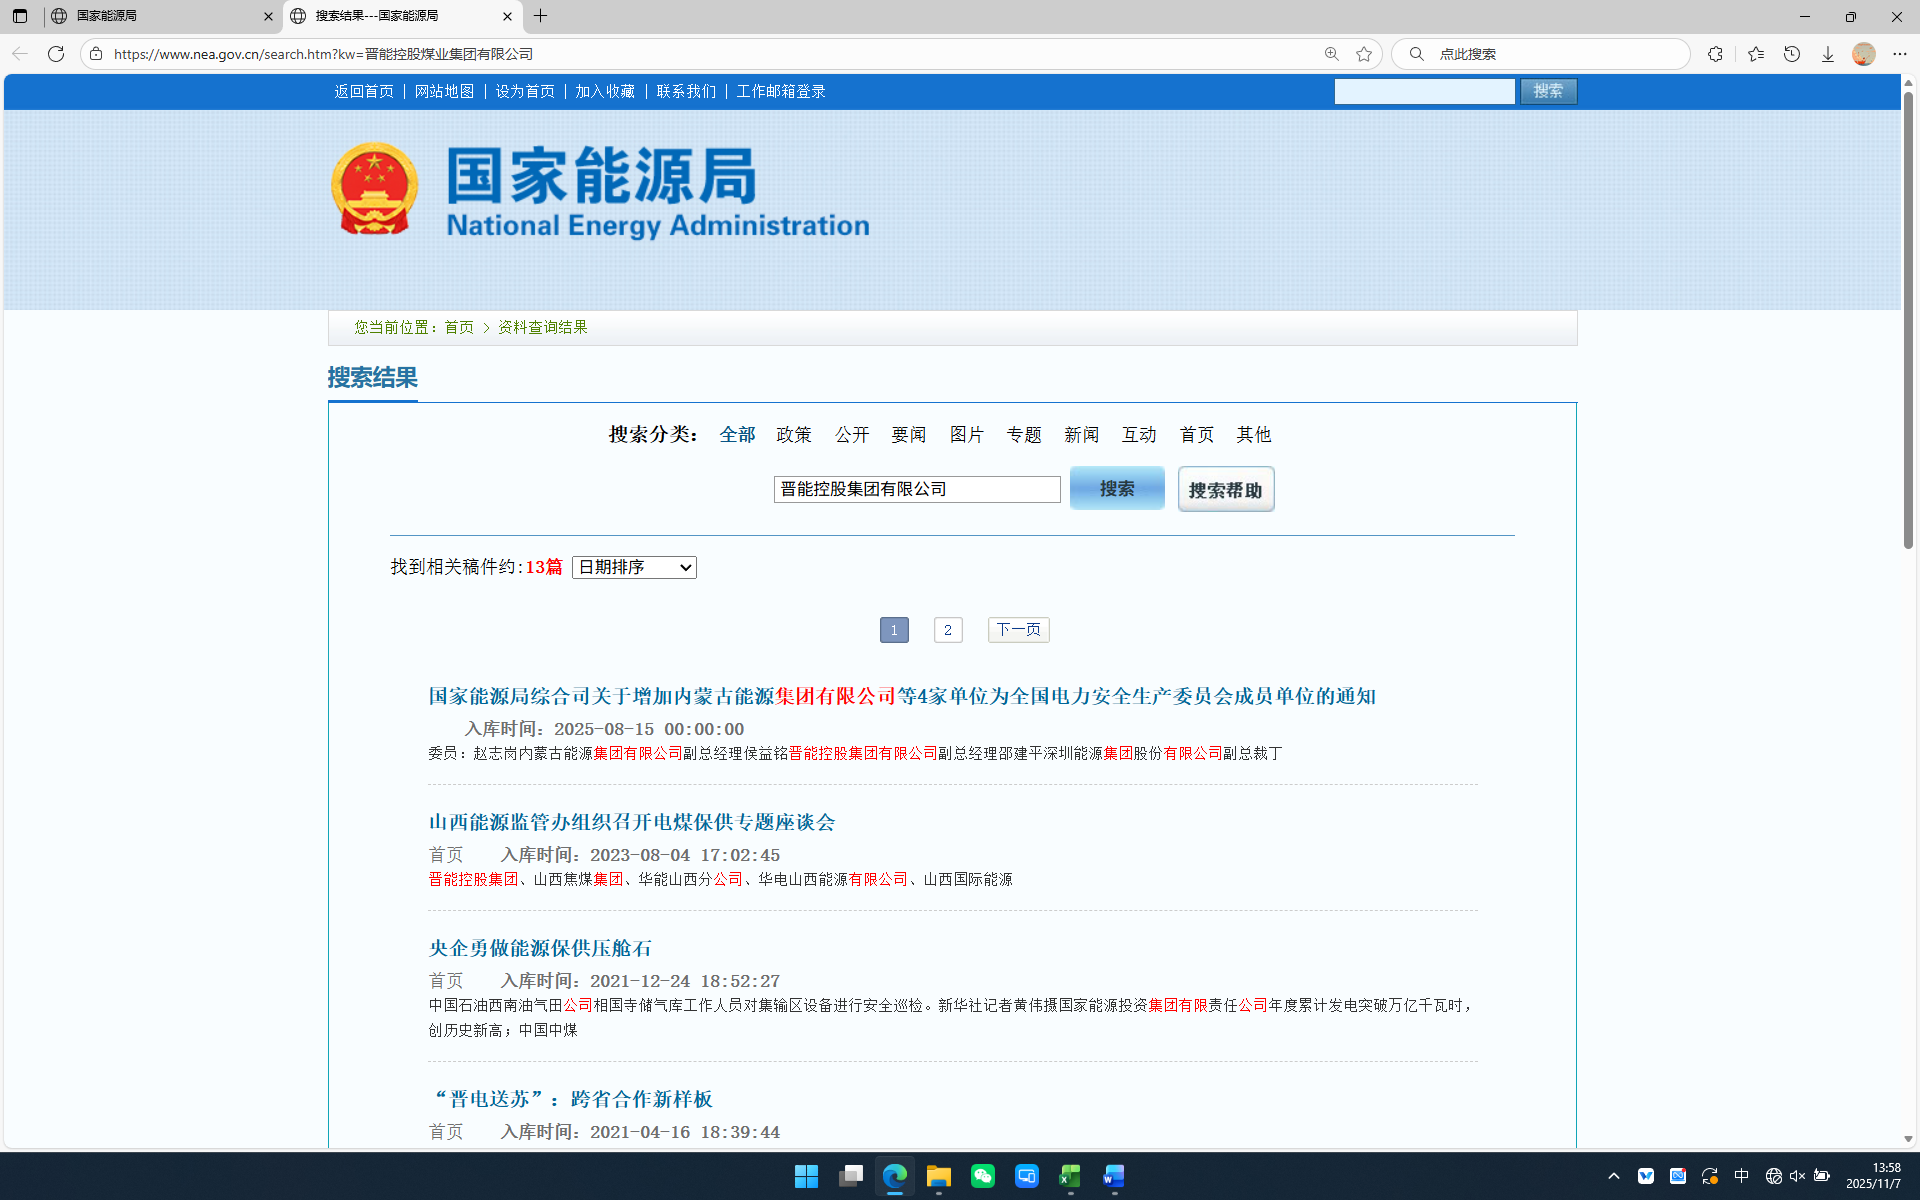 国家能源局
搜索结果---国家能源局
https://www.nea.gov.cn/search.htm?kw=晋能控股煤业集团有限公司
点此搜索
返回首页 | 网站地图 | 设为首页 | 加入收藏 | 联系我们 | 工作邮箱登录
搜索
国家能源局
National Energy Administration
您当前位置：首页 > 资料查询结果
搜索结果
搜索分类： 全部 政策 公开 要闻 图片 专题 新闻 互动 首页 其他
晋能控股集团有限公司 搜索 搜索帮助
找到相关稿件约:13篇 日期排序
1 2 下一页
国家能源局综合司关于增加内蒙古能源集团有限公司等4家单位为全国电力安全生产委员会成员单位的通知
入库时间：2025-08-15 00:00:00
委员：赵志岗内蒙古能源集团有限公司副总经理侯益铭晋能控股集团有限公司副总经理邵建平深圳能源集团股份有限公司副总裁丁
山西能源监管办组织召开电煤保供专题座谈会
首页 入库时间：2023-08-04 17:02:45
晋能控股集团、山西焦煤集团、华能山西分公司、华电山西能源有限公司、山西国际能源
央企勇做能源保供压舱石
首页 入库时间：2021-12-24 18:52:27
中国石油西南油气田公司相国寺储气库工作人员对集输区设备进行安全巡检。新华社记者黄伟摄国家能源投资集团有限责任公司年度累计发电突破万亿千瓦时，
创历史新高；中国中煤
“晋电送苏”：跨省合作新样板
首页 入库时间：2021-04-16 18:39:44
中
13:58
2025/11/7